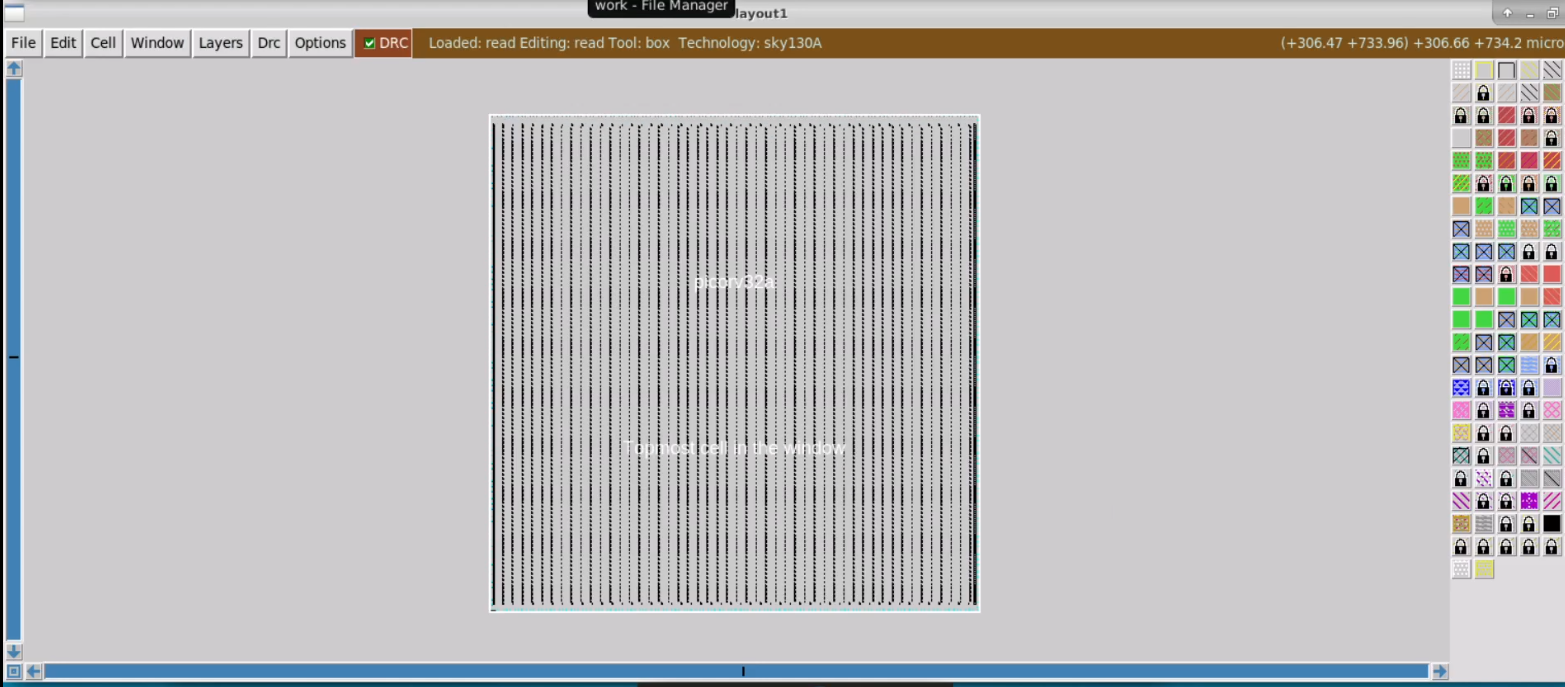 work - File Manager
layout1
File Edit Cell Window Layers Drc Options DRC Loaded: read Editing: read Tool: box Technology: sky130A (+306.47 +733.96) +306.66 +734.2 micro
picorv32a
Topmost cell in the window